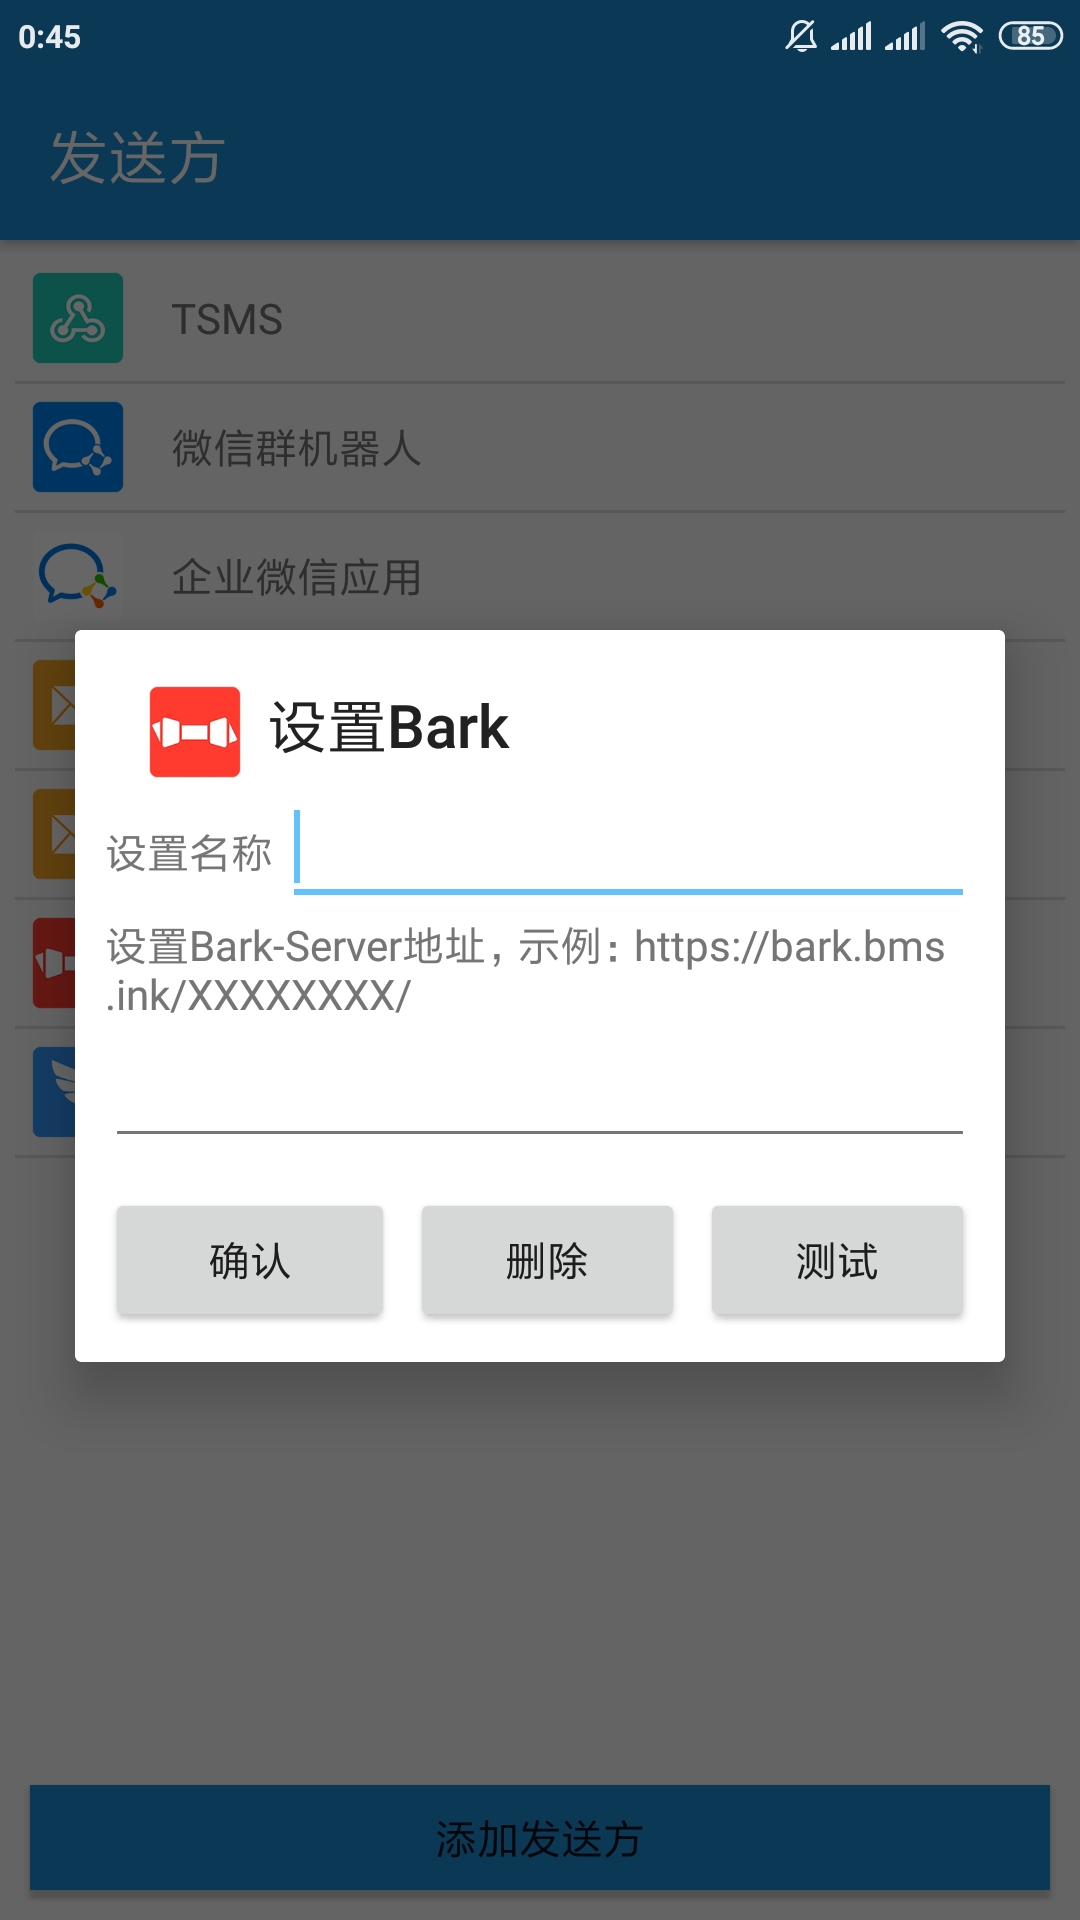 0:45
85
发送方
TSMS
微信群机器人
企业微信应用
设置Bark
设置名称
设置Bark-Server地址，示例：https://bark.bms
.ink/XXXXXXXX/
确认
删除
测试
添加发送方